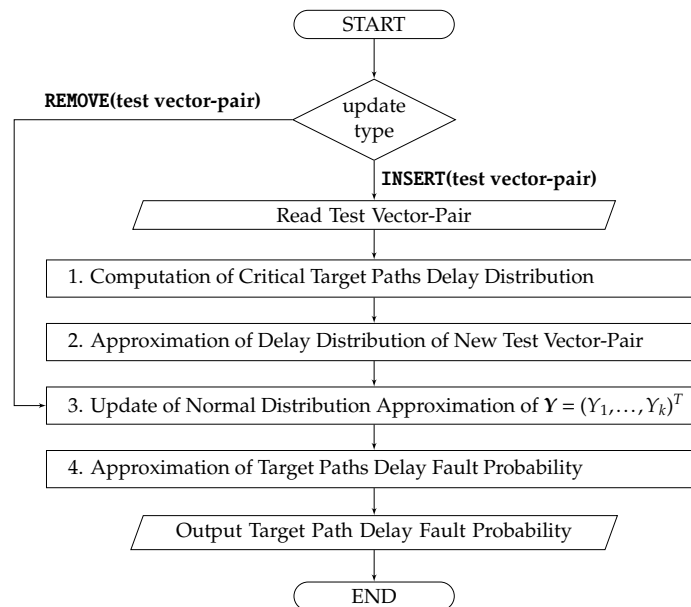 START
REMOVE(test vector-pair)
update
type
INSERT(test vector-pair)
Read Test Vector-Pair
1. Computation of Critical Target Paths Delay Distribution
2. Approximation of Delay Distribution of New Test Vector-Pair
3. Update of Normal Distribution Approximation of Y = (Y₁,…,Yₖ)ᵀ
4. Approximation of Target Paths Delay Fault Probability
Output Target Path Delay Fault Probability
END